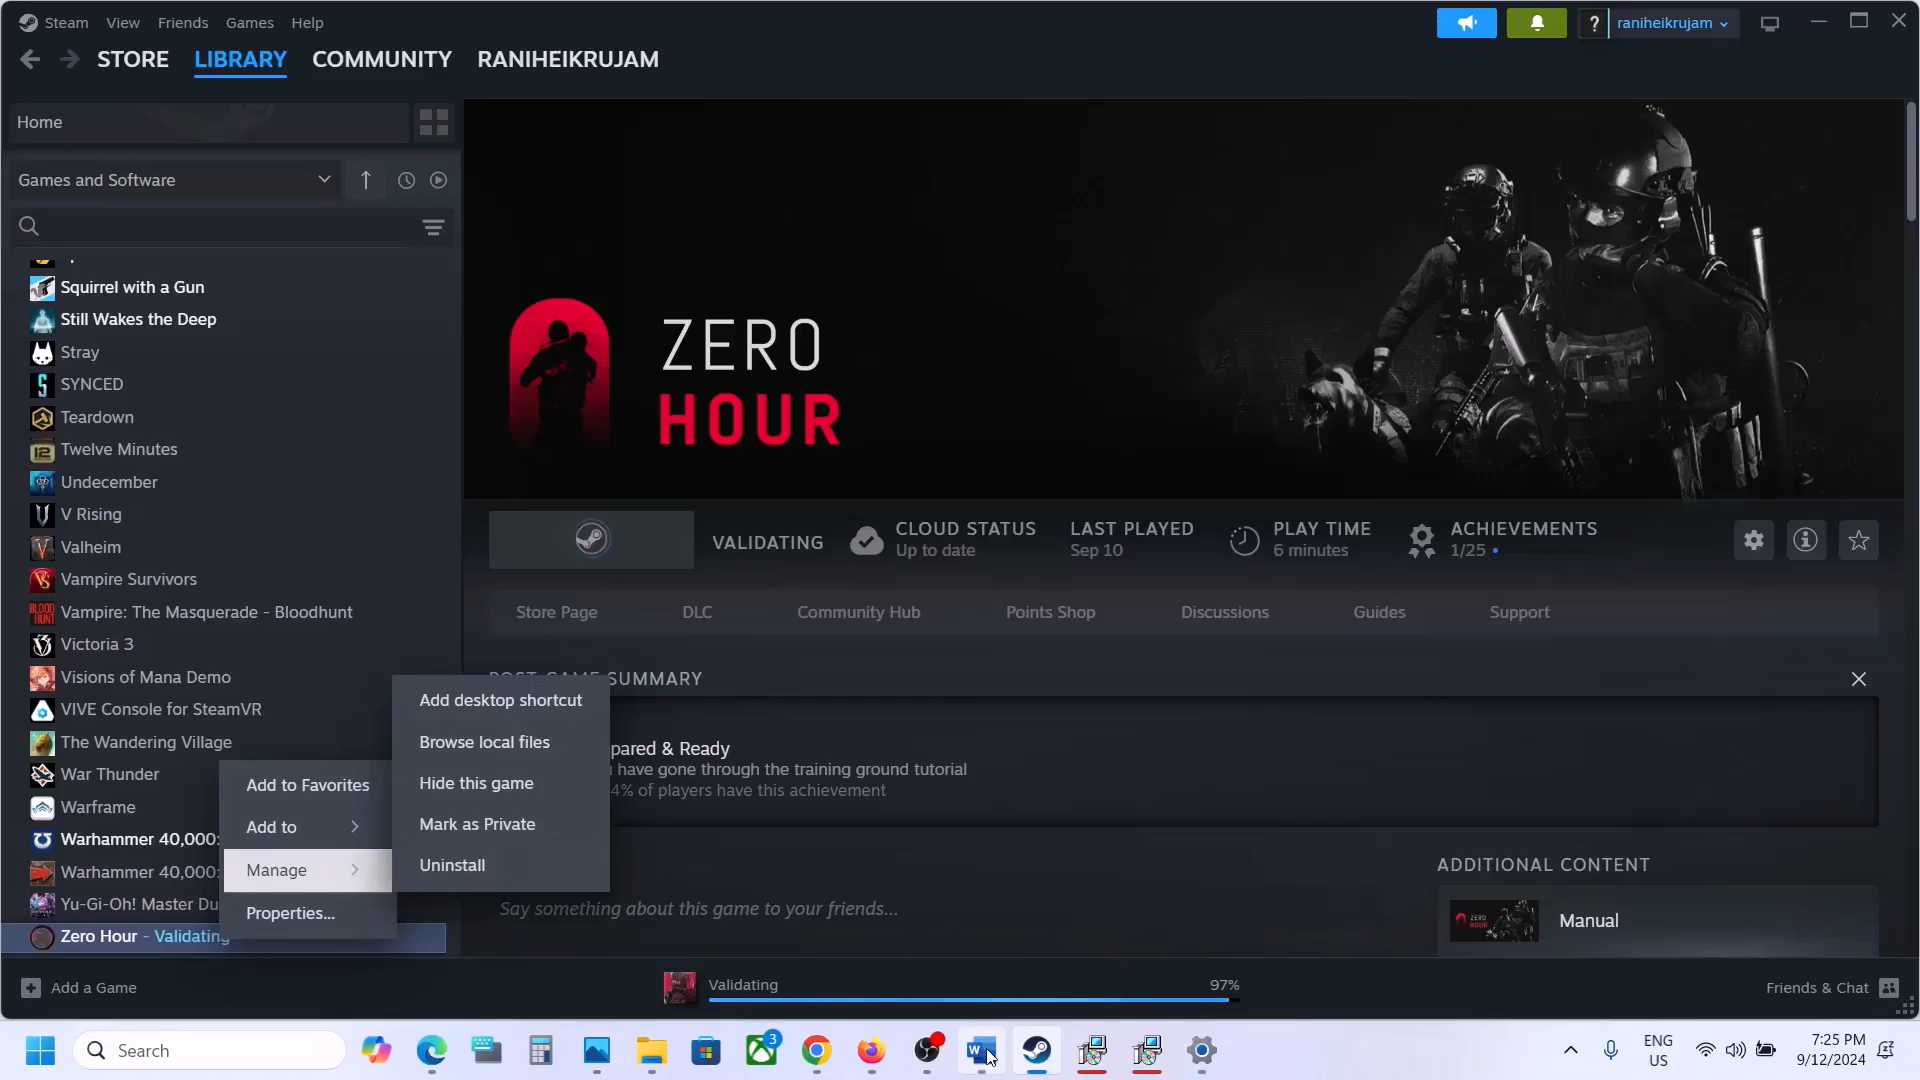 Steam View Friends Games Help
? raniheikrujam
STORE LIBRARY COMMUNITY RANIHEIKRUJAM
Home
Games and Software
Squirrel with a Gun
Still Wakes the Deep
Stray
SYNCED
Teardown
Twelve Minutes
Undecember
V Rising
Valheim
Vampire Survivors
Vampire: The Masquerade - Bloodhunt
Victoria 3
Visions of Mana Demo
VIVE Console for SteamVR
The Wandering Village
War Thunder
Warframe
Warhammer 40,000:
Warhammer 40,000:
Yu-Gi-Oh! Master Du
Zero Hour - Validating
Add to Favorites
Add to
Manage
Properties...
Add desktop shortcut
Browse local files
Hide this game
Mark as Private
Uninstall
ZERO
HOUR
VALIDATING
CLOUD STATUS
Up to date
LAST PLAYED
Sep 10
PLAY TIME
6 minutes
ACHIEVEMENTS
1/25
Store Page DLC Community Hub Points Shop Discussions Guides Support
POST-GAME SUMMARY
pared & Ready
have gone through the training ground tutorial
4% of players have this achievement
Say something about this game to your friends...
ADDITIONAL CONTENT
ZERO
HOUR
Manual
Add a Game
Validating 97%
Friends & Chat
Search
3
ENG
US
7:25 PM
9/12/2024